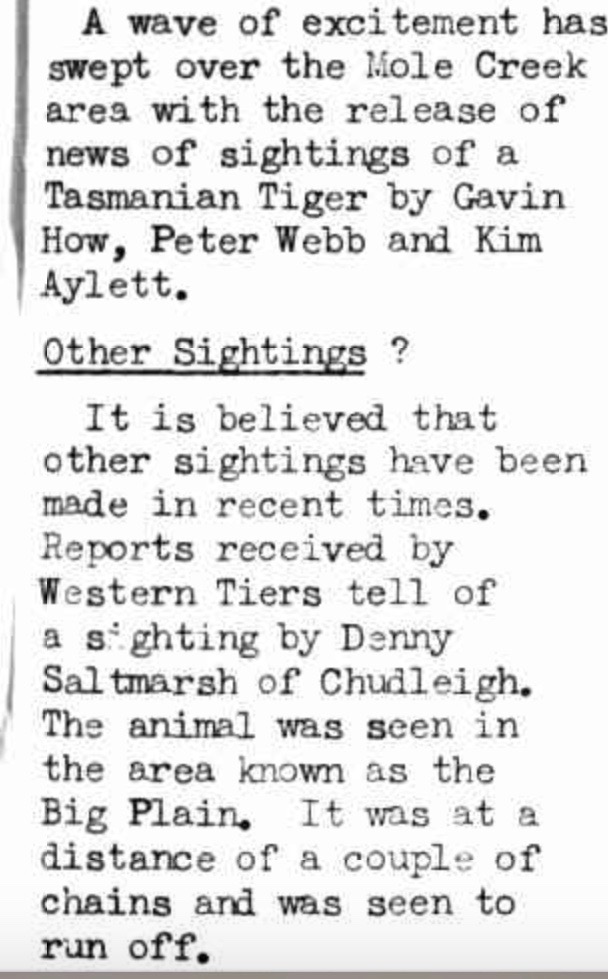 A wave of excitement has
swept over the Mole Creek
area with the release of
news of sightings of a
Tasmanian Tiger by Gavin
How, Peter Webb and Kim
Aylett.
Other Sightings ?
It is believed that
other sightings have been
made in recent times.
Reports received by
Western Tiers tell of
a sighting by Denny
Saltmarsh of Chudleigh.
The animal was seen in
the area known as the
Big Plain. It was at a
distance of a couple of
chains and was seen to
run off.